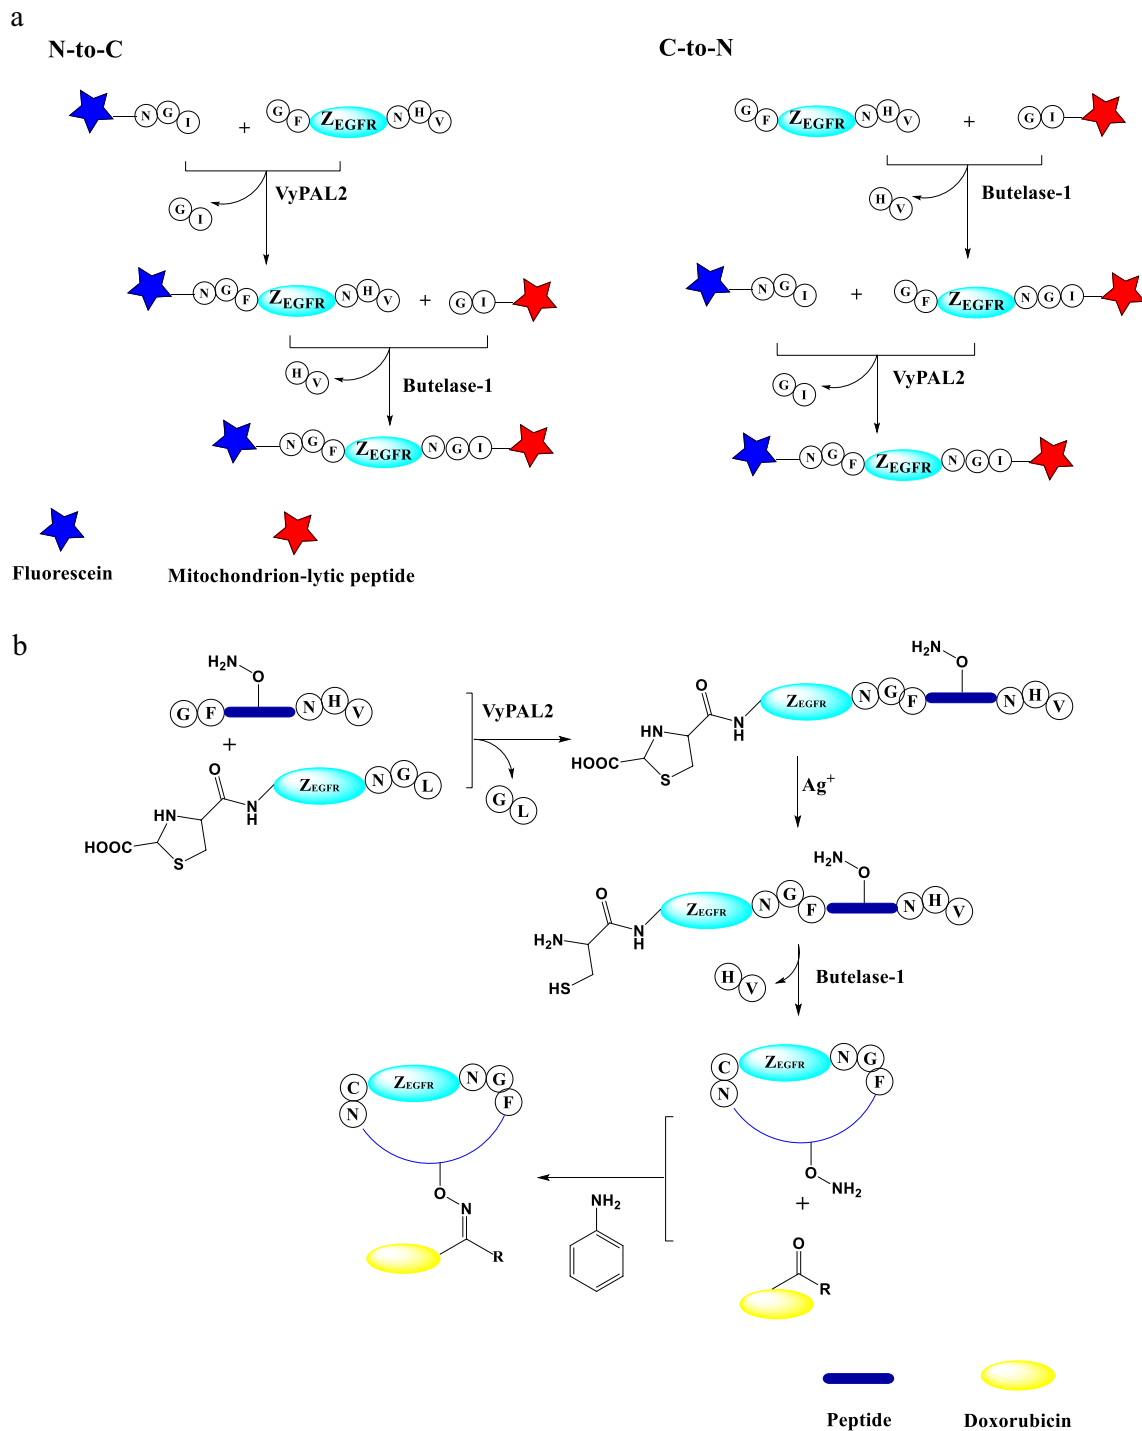 a
N-to-C
C-to-N
N G I + G F ZEGFR N H V
G F ZEGFR N H V + G I
VyPAL2
G I
Butelase-1
H V
N G F ZEGFR N H V + G I
N G I + G F ZEGFR N G I
H V
Butelase-1
G I
VyPAL2
N G F ZEGFR N G I
N G F ZEGFR N G I
Fluorescein
Mitochondrion-lytic peptide
b
H2N
O
G F N H V
+
O
HN
N
H
ZEGFR N G L
HOOC
S
VyPAL2
G L
H2N
O
O
HN
N
H
ZEGFR N G F N H V
HOOC
S
Ag+
H2N
O
O
H2N
N
H
ZEGFR N G F N H V
HS
H V
Butelase-1
C ZEGFR N G
N F
O
NH2
+
O
R
NH2
C ZEGFR N G
N F
O
N
R
Peptide
Doxorubicin